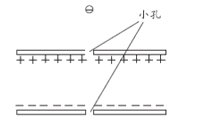 ⊖
小孔
+ + + + + + + + + + + +
− − − − − − − − − − − −